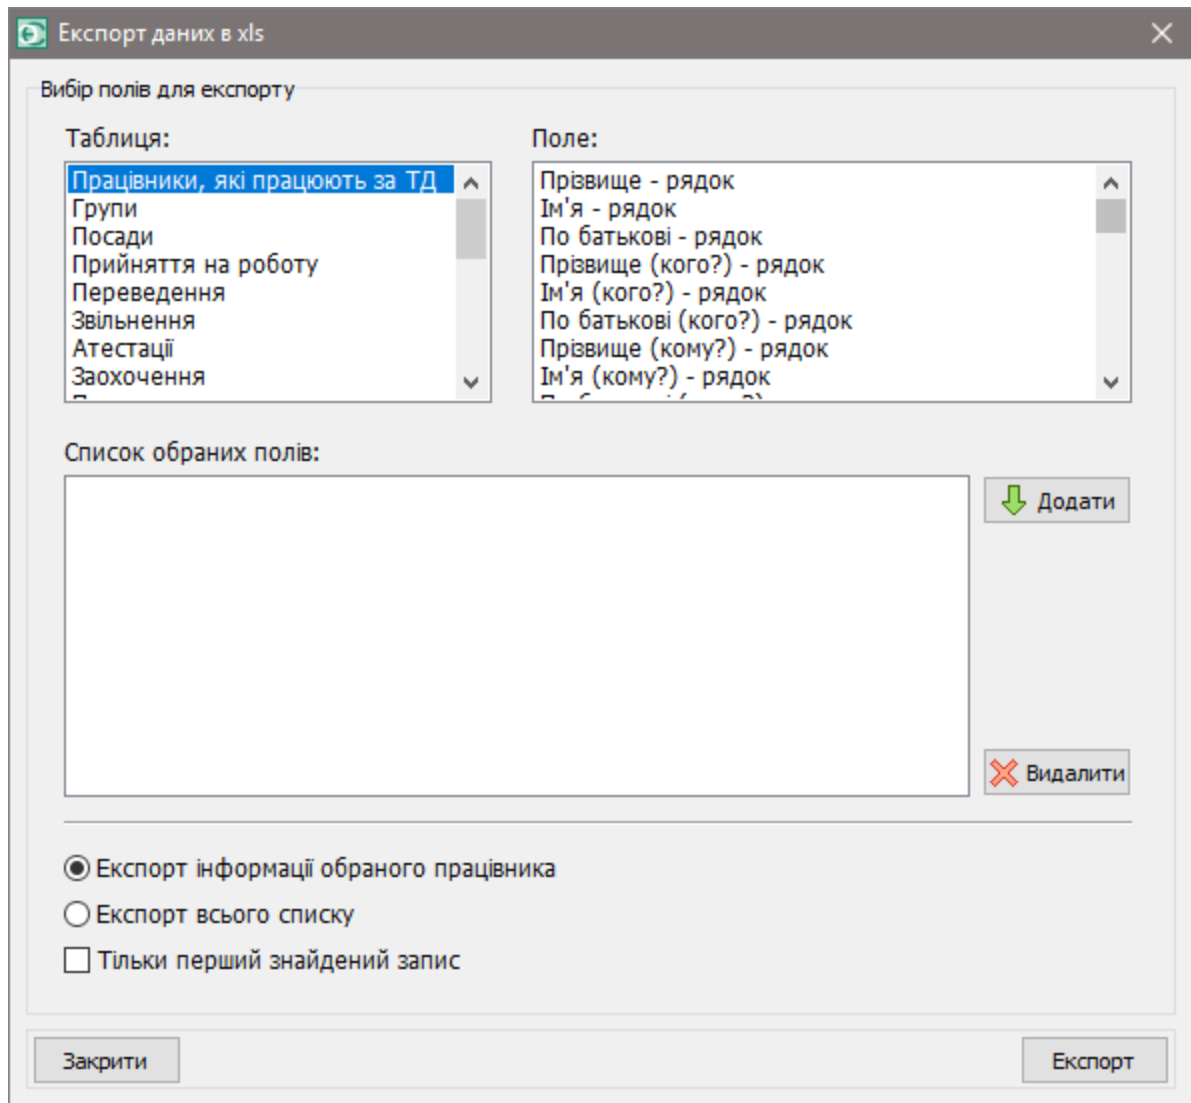 Експорт даних в xls
Вибір полів для експорту
Таблиця:
Працівники, які працюють за ТД
Групи
Посади
Прийняття на роботу
Переведення
Звільнення
Атестації
Заохочення
Поле:
Прізвище - рядок
Ім'я - рядок
По батькові - рядок
Прізвище (кого?) - рядок
Ім'я (кого?) - рядок
По батькові (кого?) - рядок
Прізвище (кому?) - рядок
Ім'я (кому?) - рядок
Список обраних полів:
Додати
Видалити
Експорт інформації обраного працівника
Експорт всього списку
Тільки перший знайдений запис
Закрити
Експорт